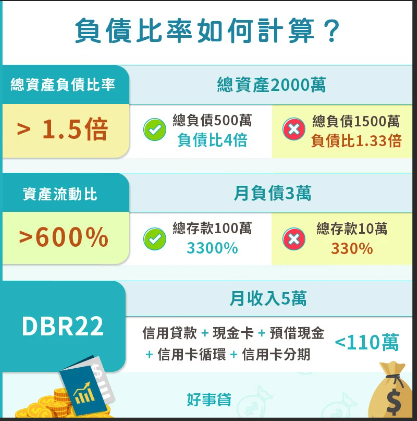 負債比率如何計算？
總資產負債比率
> 1.5倍
總資產2000萬
總負債500萬
負債比4倍
總負債1500萬
負債比1.33倍
資產流動比
>600%
月負債3萬
總存款100萬
3300%
總存款10萬
330%
DBR22
月收入5萬
信用貸款 + 現金卡 + 預借現金
+ 信用卡循環 + 信用卡分期
<110萬
好事貸
$